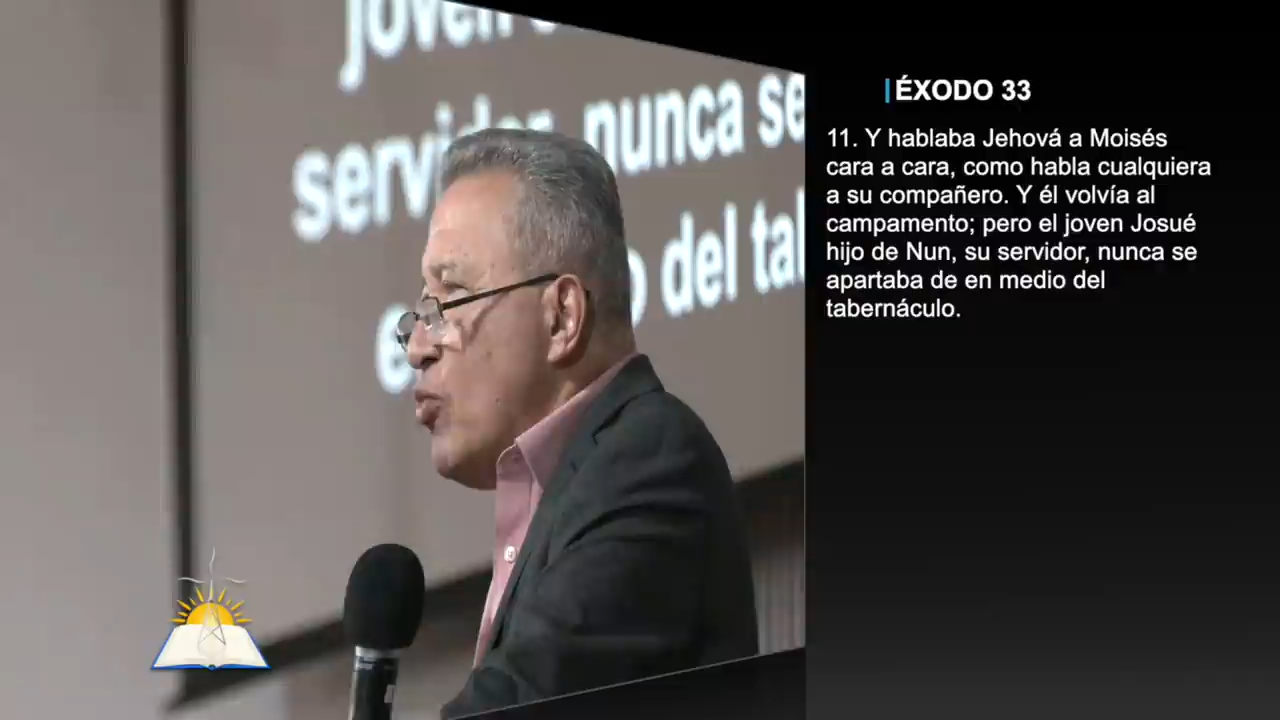 joven
servidor, nunca se
o del tal
e
ÉXODO 33
11. Y hablaba Jehová a Moisés
cara a cara, como habla cualquiera
a su compañero. Y él volvía al
campamento; pero el joven Josué
hijo de Nun, su servidor, nunca se
apartaba de en medio del
tabernáculo.